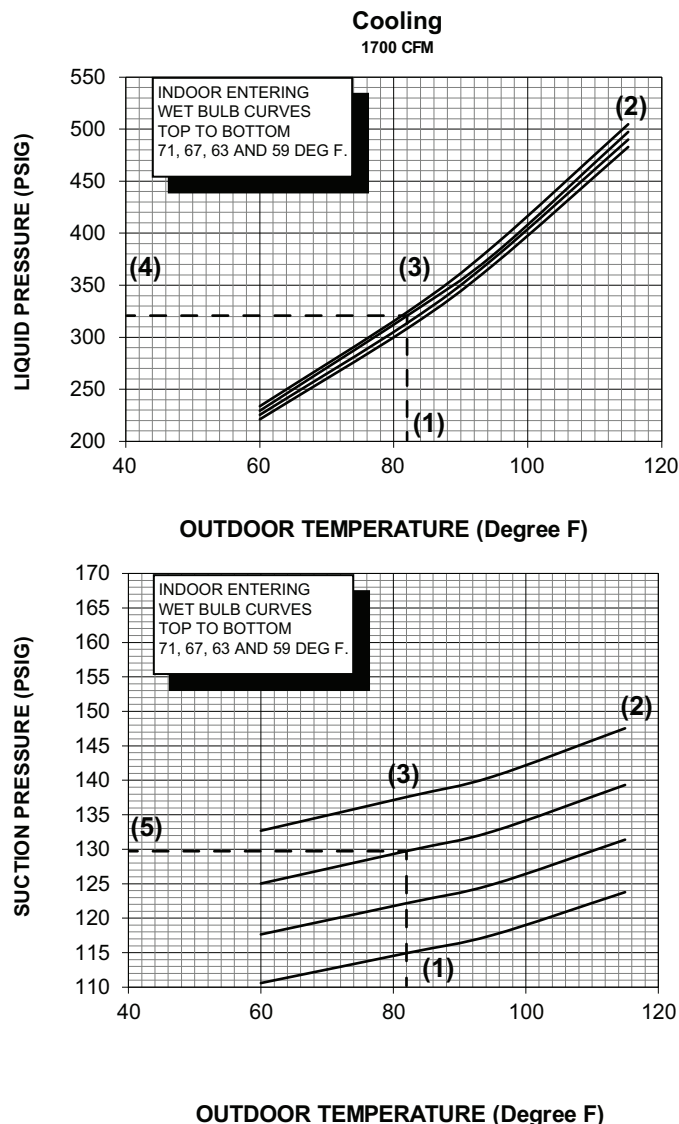 Cooling
1700 CFM
550
500
450
400
350
300
250
200
LIQUID PRESSURE (PSIG)
INDOOR ENTERING
WET BULB CURVES
TOP TO BOTTOM
71, 67, 63 AND 59 DEG F.
(2)
(4)
(3)
(1)
40 60 80 100 120
OUTDOOR TEMPERATURE (Degree F)
170
165
160
155
150
145
140
135
130
125
120
115
110
SUCTION PRESSURE (PSIG)
INDOOR ENTERING
WET BULB CURVES
TOP TO BOTTOM
71, 67, 63 AND 59 DEG F.
(2)
(3)
(5)
(1)
40 60 80 100 120
OUTDOOR TEMPERATURE (Degree F)